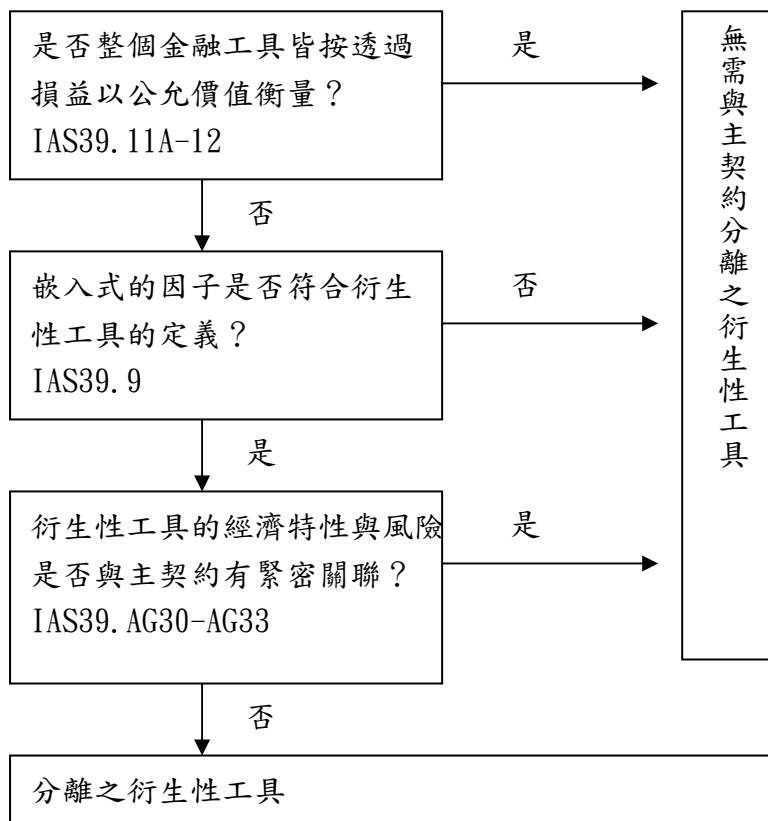 是否整個金融工具皆按透過
損益以公允價值衡量？
IAS39.11A-12
是
否
嵌入式的因子是否符合衍生
性工具的定義？
IAS39.9
否
是
衍生性工具的經濟特性與風險
是否與主契約有緊密關聯？
IAS39.AG30-AG33
是
否
分離之衍生性工具
無需與主契約分離之衍生性工具